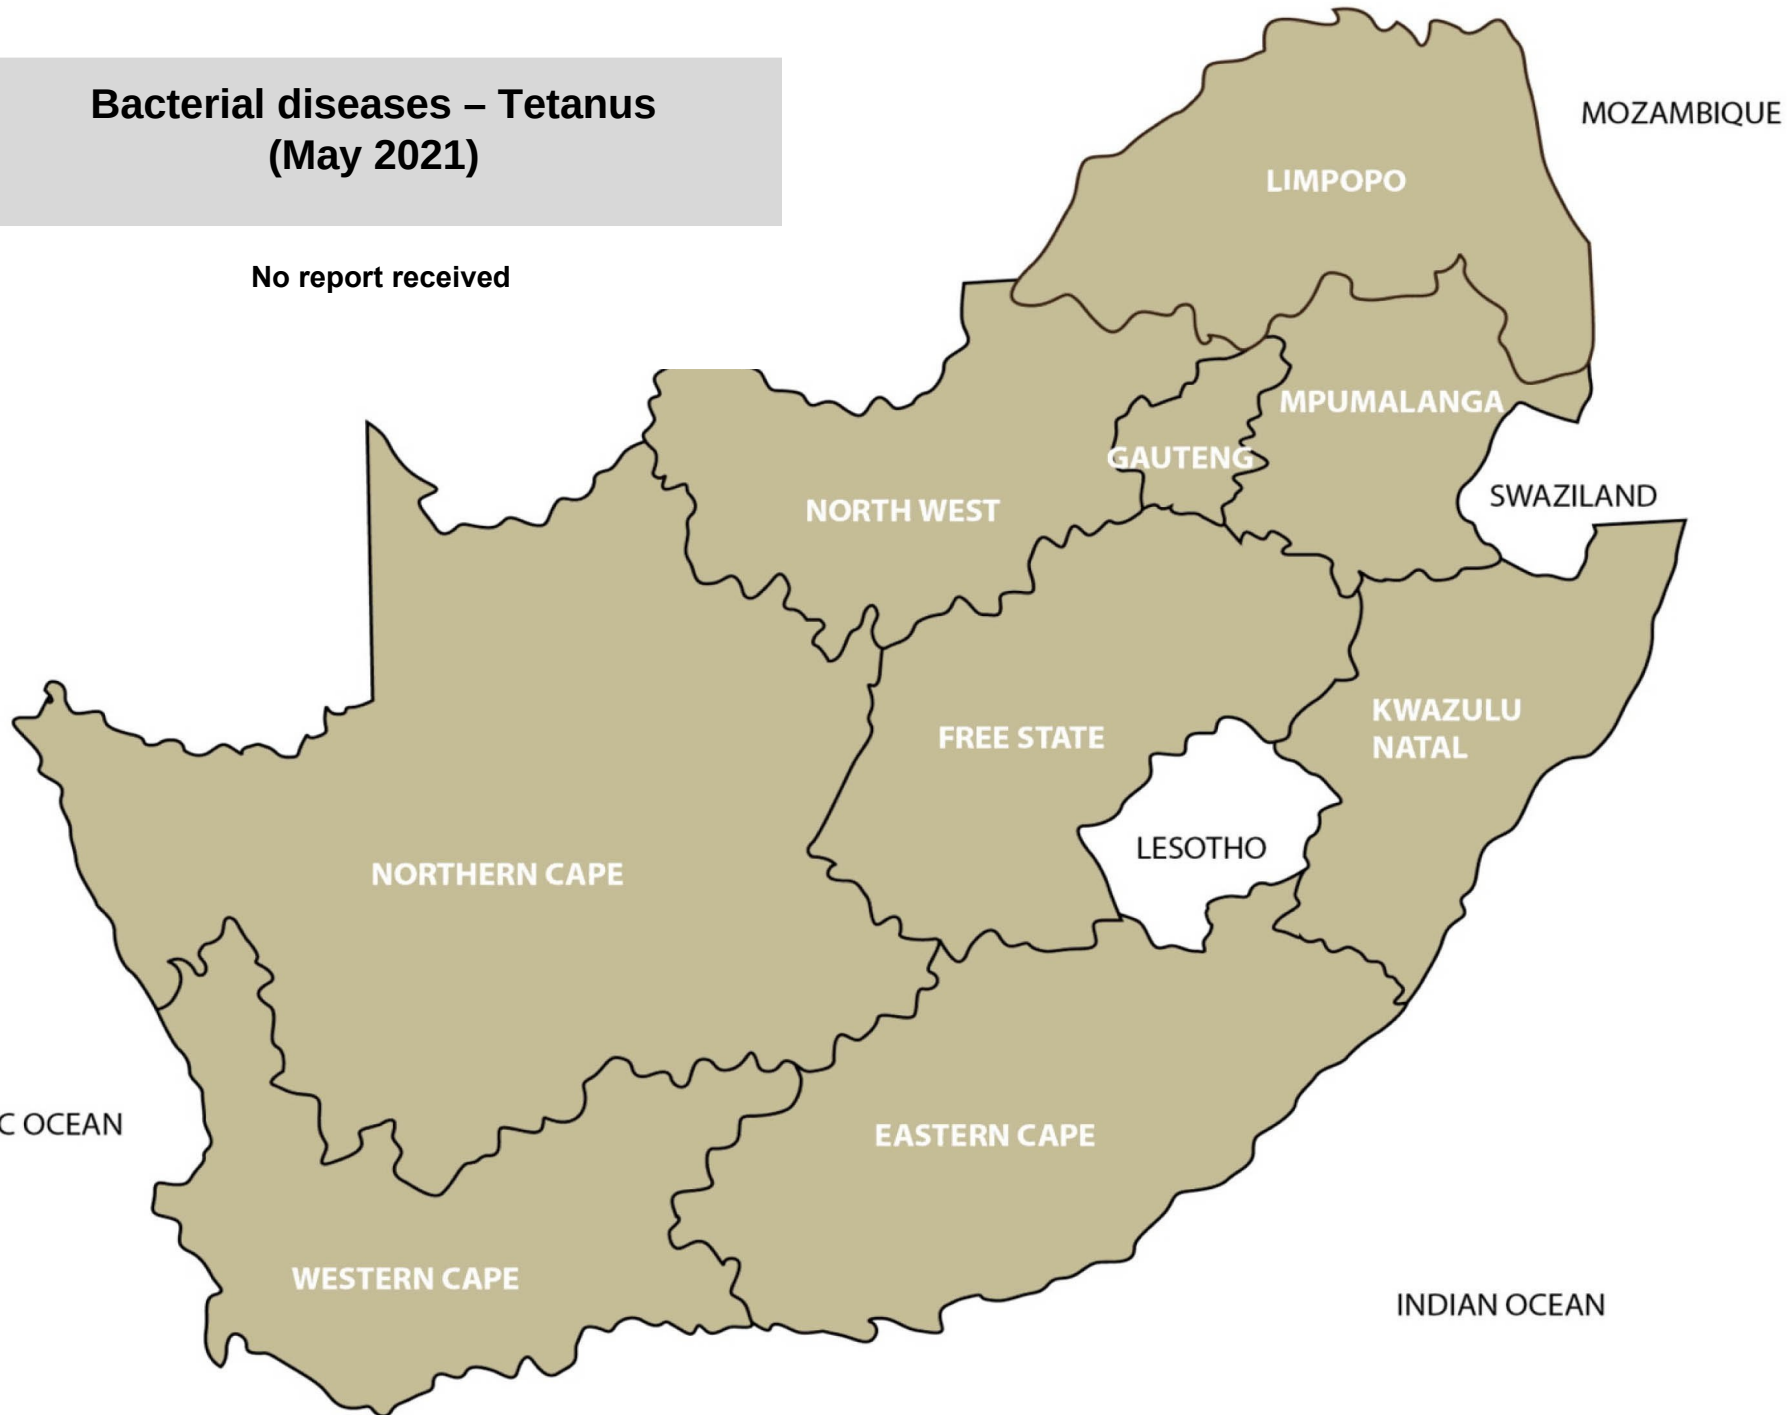 Bacterial diseases – Tetanus
(May 2021)
No report received
MOZAMBIQUE
LIMPOPO
MPUMALANGA
GAUTENG
SWAZILAND
NORTH WEST
KWAZULU
NATAL
FREE STATE
LESOTHO
NORTHERN CAPE
C OCEAN
EASTERN CAPE
WESTERN CAPE
INDIAN OCEAN